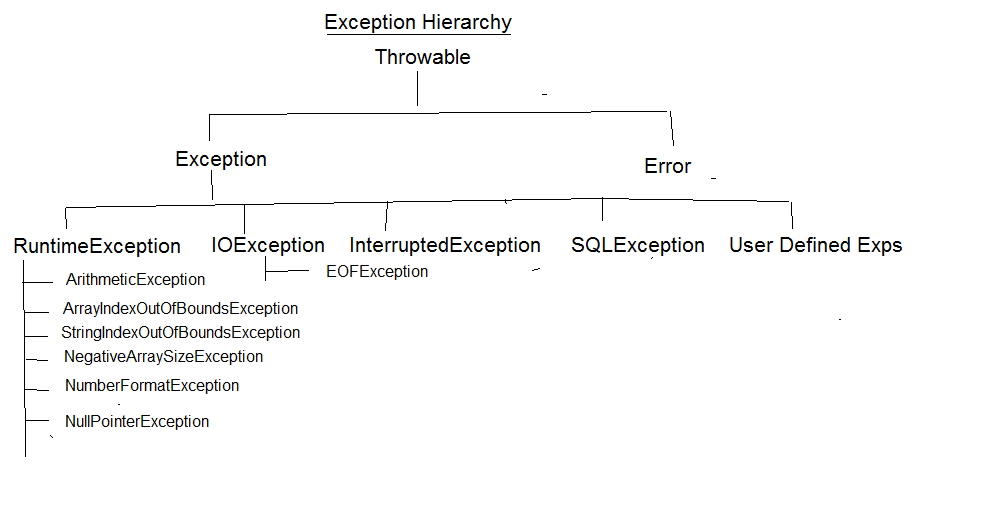 Exception Hierarchy
Throwable
Exception
Error
RuntimeException
IOException
InterruptedException
SQLException
User Defined Exps
EOFException
ArithmeticException
ArrayIndexOutOfBoundsException
StringIndexOutOfBoundsException
NegativeArraySizeException
NumberFormatException
NullPointerException